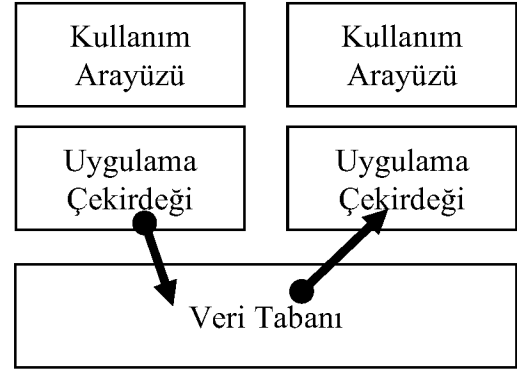 Kullanım
Arayüzü
Kullanım
Arayüzü
Uygulama
Çekirdeği
Uygulama
Çekirdeği
Veri Tabanı